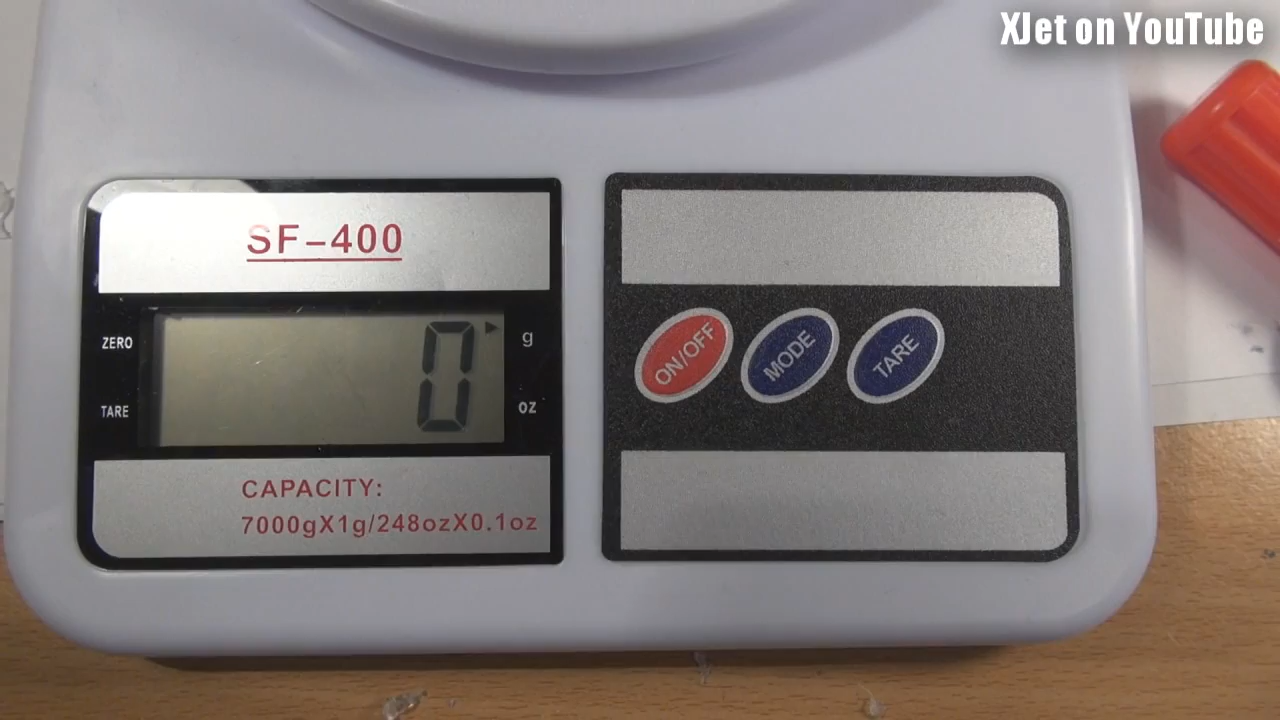 XJet on YouTube
SF-400
ZERO
TARE
0
g
oz
CAPACITY:
7000gX1g/248ozX0.1oz
ON/OFF
MODE
TARE